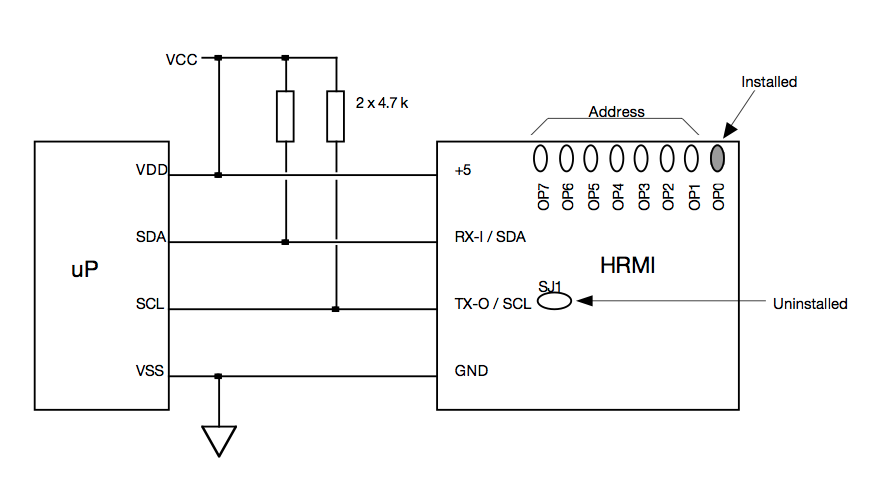 VCC
2 x 4.7 k
Address
Installed
VDD
SDA
SCL
VSS
uP
+5
RX-I / SDA
TX-O / SCL
GND
OP7
OP6
OP5
OP4
OP3
OP2
OP1
OP0
HRMI
SJ1
Uninstalled